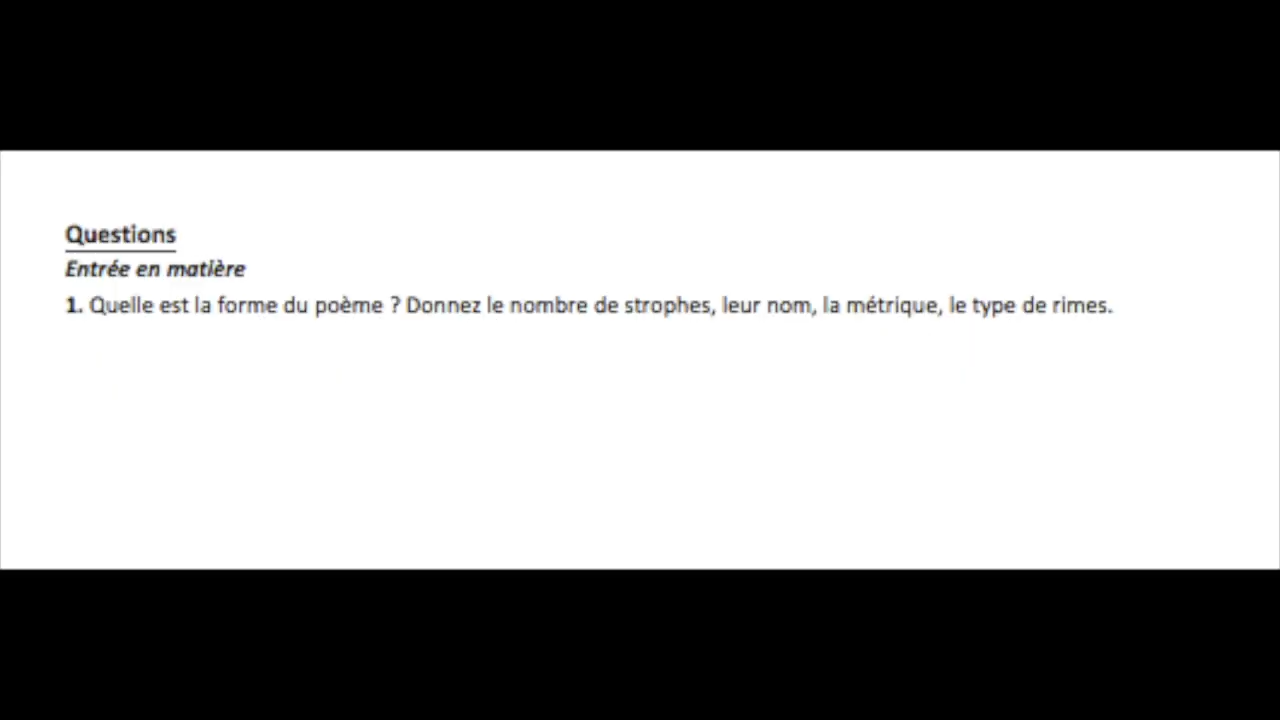 Questions
Entrée en matière
1. Quelle est la forme du poème ? Donnez le nombre de strophes, leur nom, la métrique, le type de rimes.